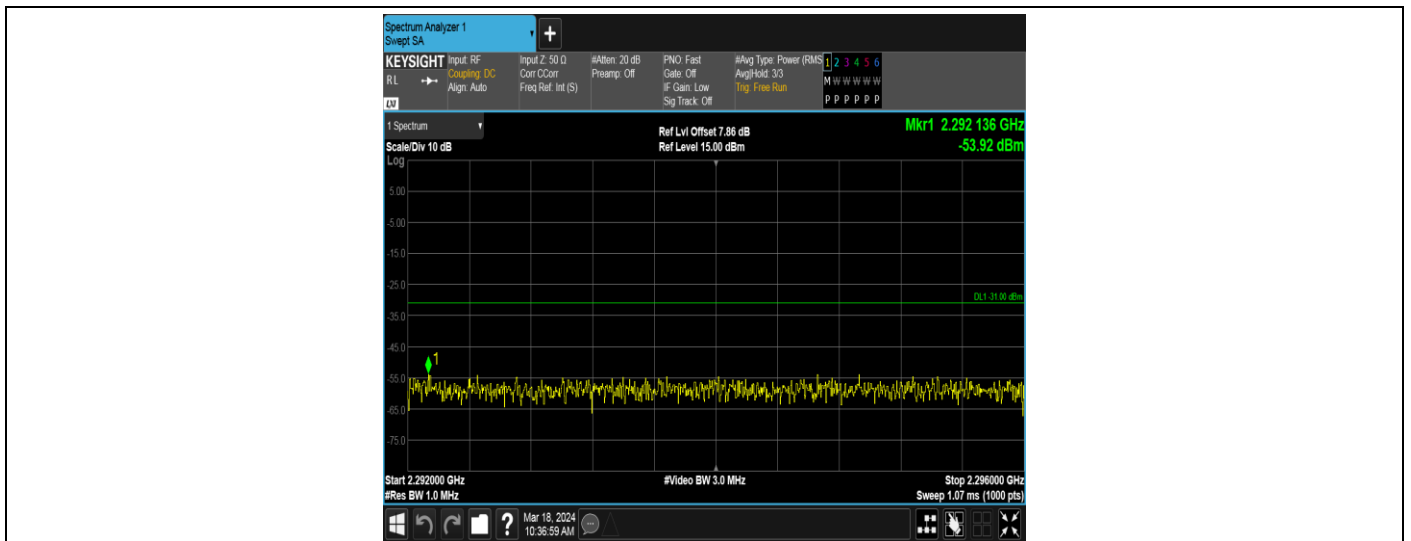 Spectrum Analyzer 1
Swept SA
+
KEYSIGHT
RL
LXI
Input: RF
Coupling: DC
Align: Auto
Input Z: 50 Ω
Corr CCorr
Freq Ref: Int (S)
#Atten: 20 dB
Preamp: Off
PNO: Fast
Gate: Off
IF Gain: Low
Sig Track: Off
#Avg Type: Power (RMS
Avg|Hold: 3/3
Trig: Free Run
1 2 3 4 5 6
M W W W W W
P P P P P P
1 Spectrum
Scale/Div 10 dB
Ref Lvl Offset 7.86 dB
Ref Level 15.00 dBm
Mkr1 2.292 136 GHz
-53.92 dBm
Log
5.00
-5.00
-15.0
-25.0
DL1 -31.00 dBm
-35.0
-45.0
1
-55.0
-65.0
-75.0
Start 2.292000 GHz
#Video BW 3.0 MHz
Stop 2.296000 GHz
#Res BW 1.0 MHz
Sweep 1.07 ms (1000 pts)
?
Mar 18, 2024
10:36:59 AM